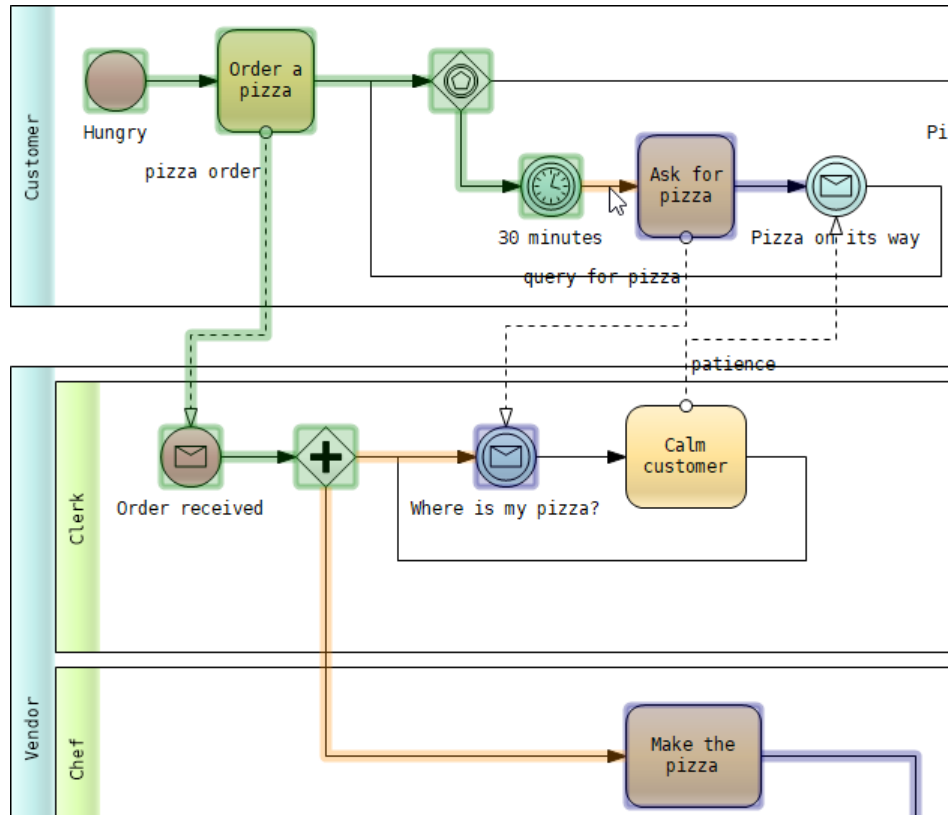 Customer
Order a
pizza
Hungry
Pi
pizza order
Ask for
pizza
30 minutes
Pizza on its way
query for pizza
patience
Vendor
Clerk
Calm
customer
Order received
Where is my pizza?
Chef
Make the
pizza